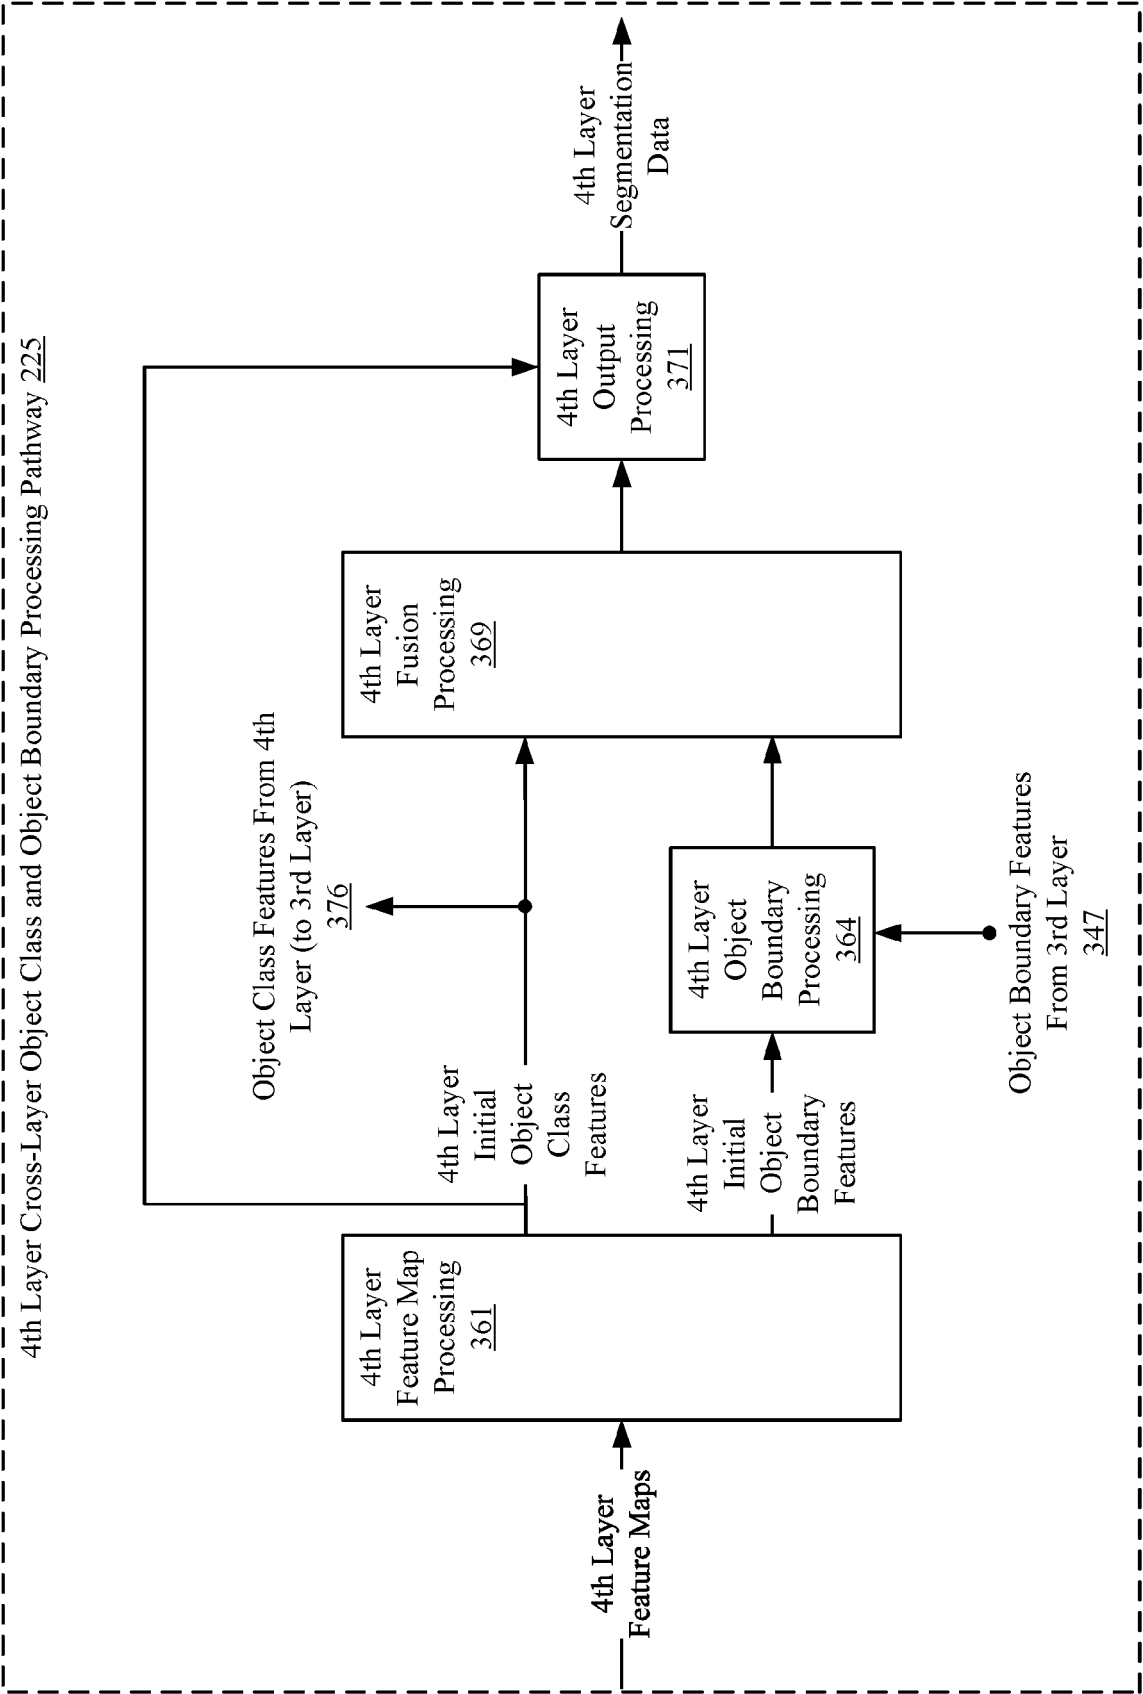 4th Layer Cross-Layer Object Class and Object Boundary Processing Pathway 225
4th Layer
Feature Maps
4th Layer
Feature Map
Processing
361
4th Layer
Initial
Object
Class
Features
4th Layer
Initial
Object
Boundary
Features
Object Class Features From 4th
Layer (to 3rd Layer)
376
4th Layer
Object
Boundary
Processing
364
Object Boundary Features
From 3rd Layer
347
4th Layer
Fusion
Processing
369
4th Layer
Output
Processing
371
4th Layer
Segmentation
Data